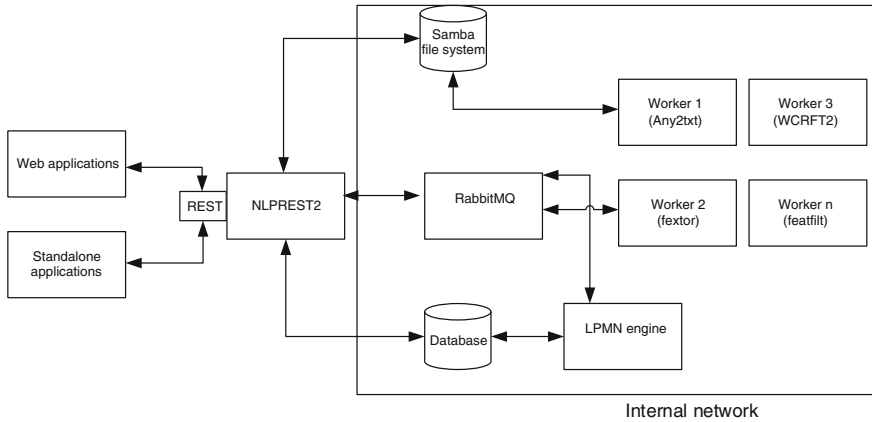 Samba
file system
Worker 1
(Any2txt)
Worker 3
(WCRFT2)
Web applications
REST
NLPREST2
RabbitMQ
Worker 2
(fextor)
Worker n
(featfilt)
Standalone
applications
Database
LPMN engine
Internal network